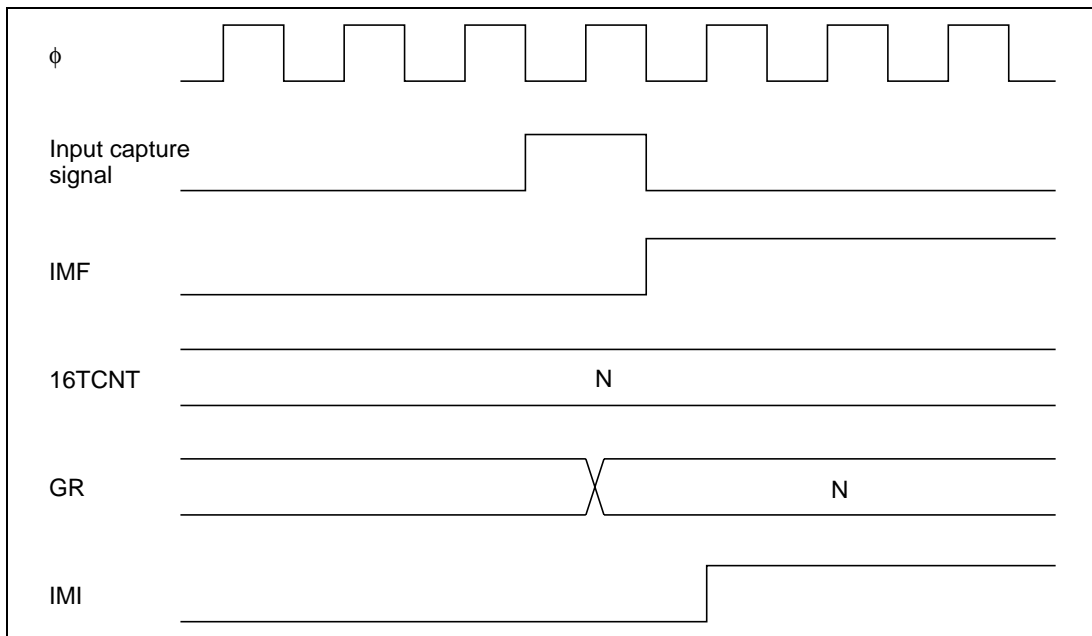 ϕ
Input capture
signal
IMF
16TCNT
N
GR
N
IMI